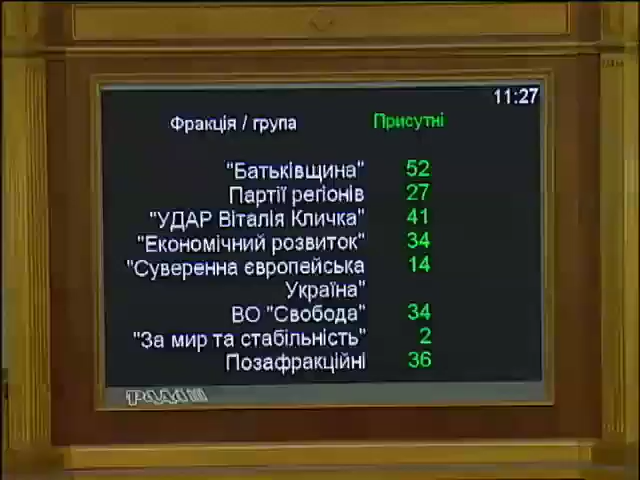 11:27
Фракція / група Присутні
"Батьківщина" 52
Партії регіонів 27
"УДАР Віталія Кличка" 41
"Економічний розвиток" 34
"Суверенна європейська 14
Україна"
ВО "Свобода" 34
"За мир та стабільність" 2
Позафракційні 36
РАДА